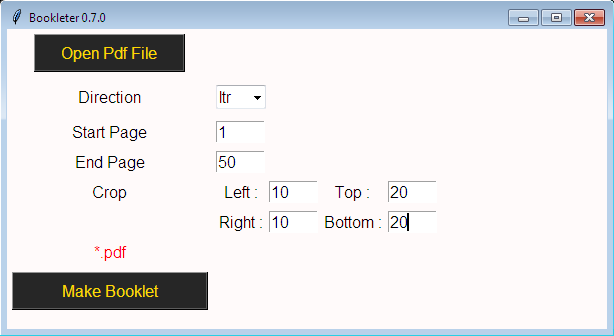 Bookleter 0.7.0
Open Pdf File
Direction ltr
Start Page 1
End Page 50
Crop Left : 10 Top : 20
Right : 10 Bottom : 20
*.pdf
Make Booklet